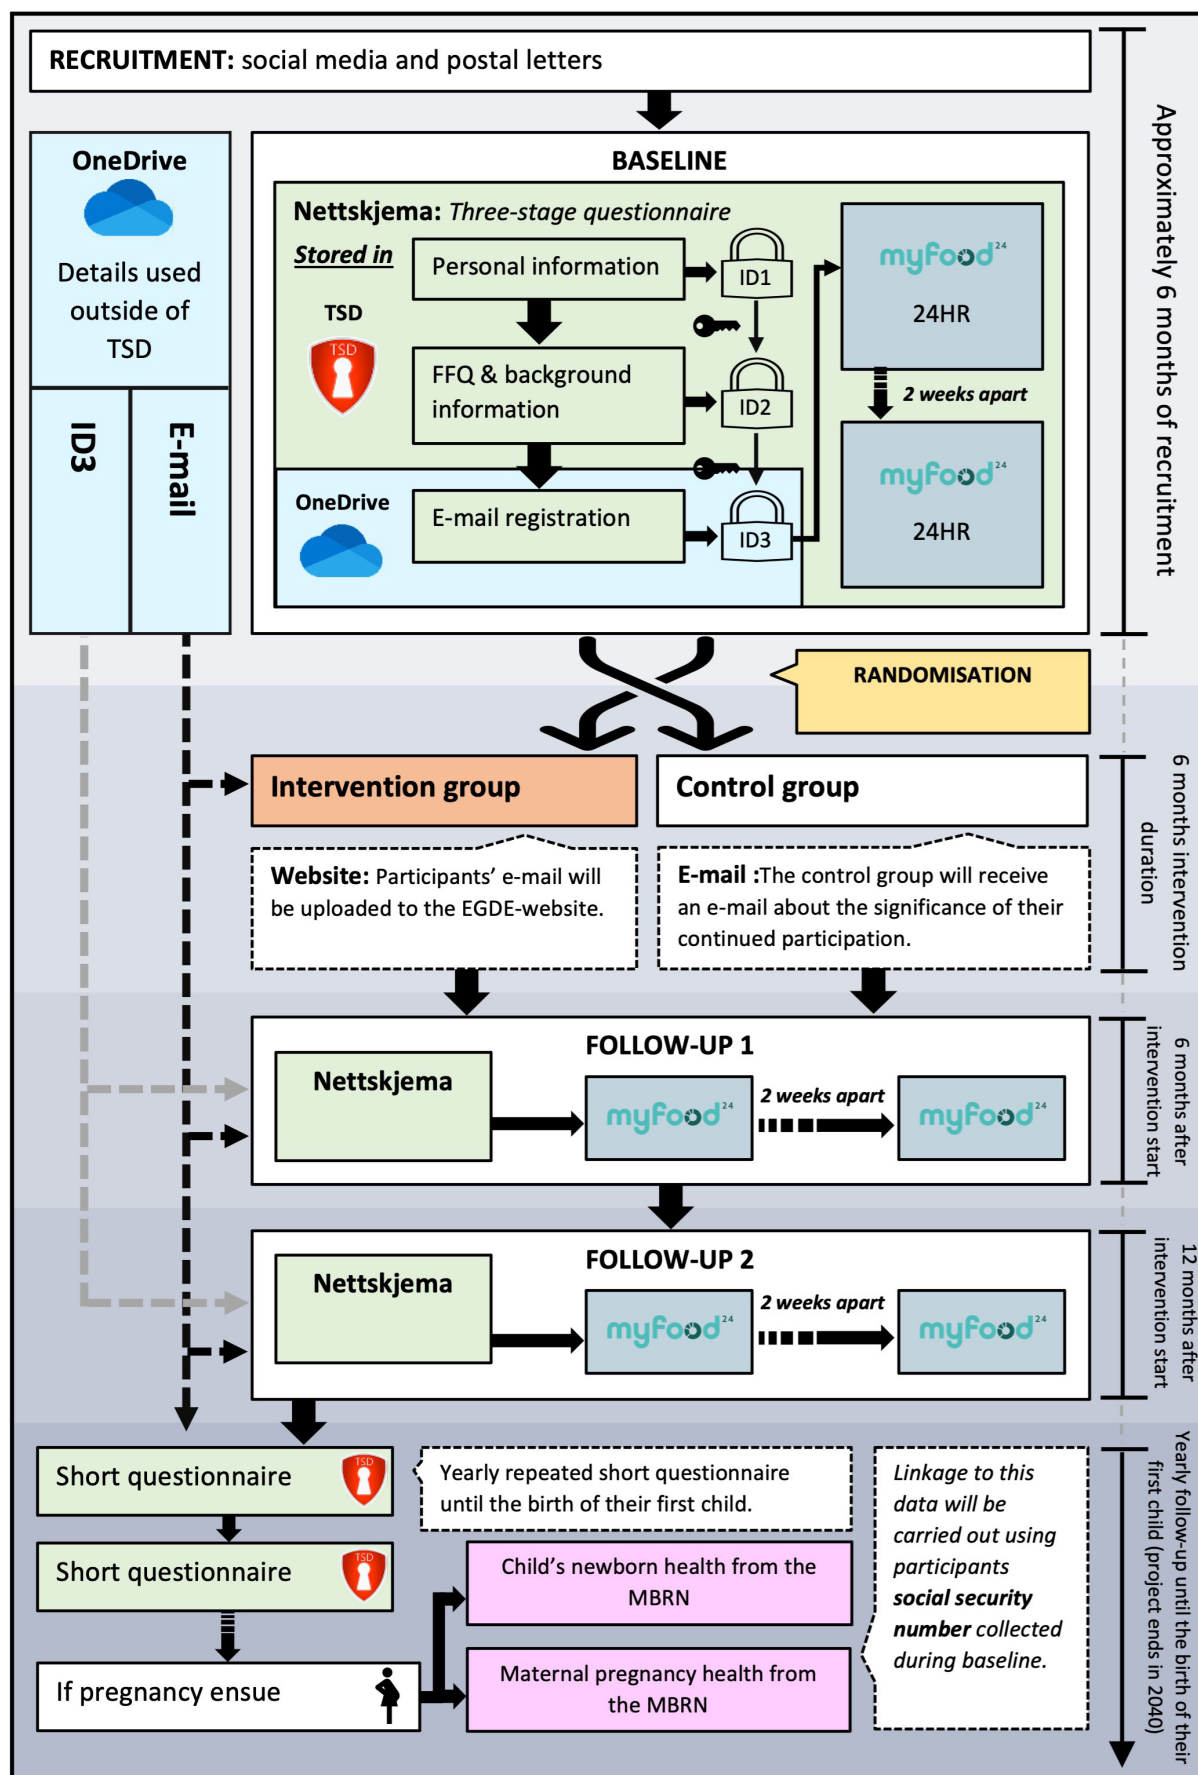 RECRUITMENT: social media and postal letters
OneDrive
Details used
outside of
TSD
ID3
E-mail
BASELINE
Nettskjema: Three-stage questionnaire
Stored in
TSD
TSD
Personal information
ID1
FFQ & background
information
ID2
OneDrive
E-mail registration
ID3
myfood24
24HR
2 weeks apart
myfood24
24HR
Approximately 6 months of recruitment
RANDOMISATION
Intervention group
Control group
Website: Participants’ e-mail will
be uploaded to the EGDE-website.
E-mail :The control group will receive
an e-mail about the significance of their
continued participation.
6 months intervention
duration
FOLLOW-UP 1
Nettskjema
myfood24
2 weeks apart
myfood24
6 months after
intervention start
FOLLOW-UP 2
Nettskjema
myfood24
2 weeks apart
myfood24
12 months after
intervention start
Short questionnaire
TSD
Yearly repeated short questionnaire
until the birth of their first child.
Short questionnaire
TSD
If pregnancy ensue
Child’s newborn health from the
MBRN
Maternal pregnancy health from
the MBRN
Linkage to this
data will be
carried out using
participants
social security
number collected
during baseline.
Yearly follow-up until the birth of their
first child (project ends in 2040)